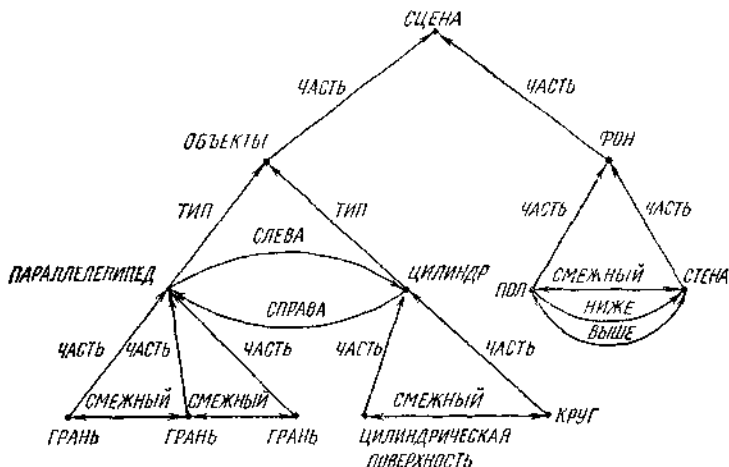 СЦЕНА
ЧАСТЬ ЧАСТЬ
ОБЪЕКТЫ ФОН
ТИП ТИП ЧАСТЬ ЧАСТЬ
СЛЕВА
ПАРАЛЛЕЛЕПИПЕД ЦИЛИНДР ПОЛ СМЕЖНЫЙ СТЕНА
СПРАВА НИЖЕ
ВЫШЕ
ЧАСТЬ ЧАСТЬ ЧАСТЬ ЧАСТЬ ЧАСТЬ
СМЕЖНЫЙ СМЕЖНЫЙ СМЕЖНЫЙ
ГРАНЬ ГРАНЬ ГРАНЬ ЦИЛИНДРИЧЕСКАЯ КРУГ
ПОВЕРХНОСТЬ